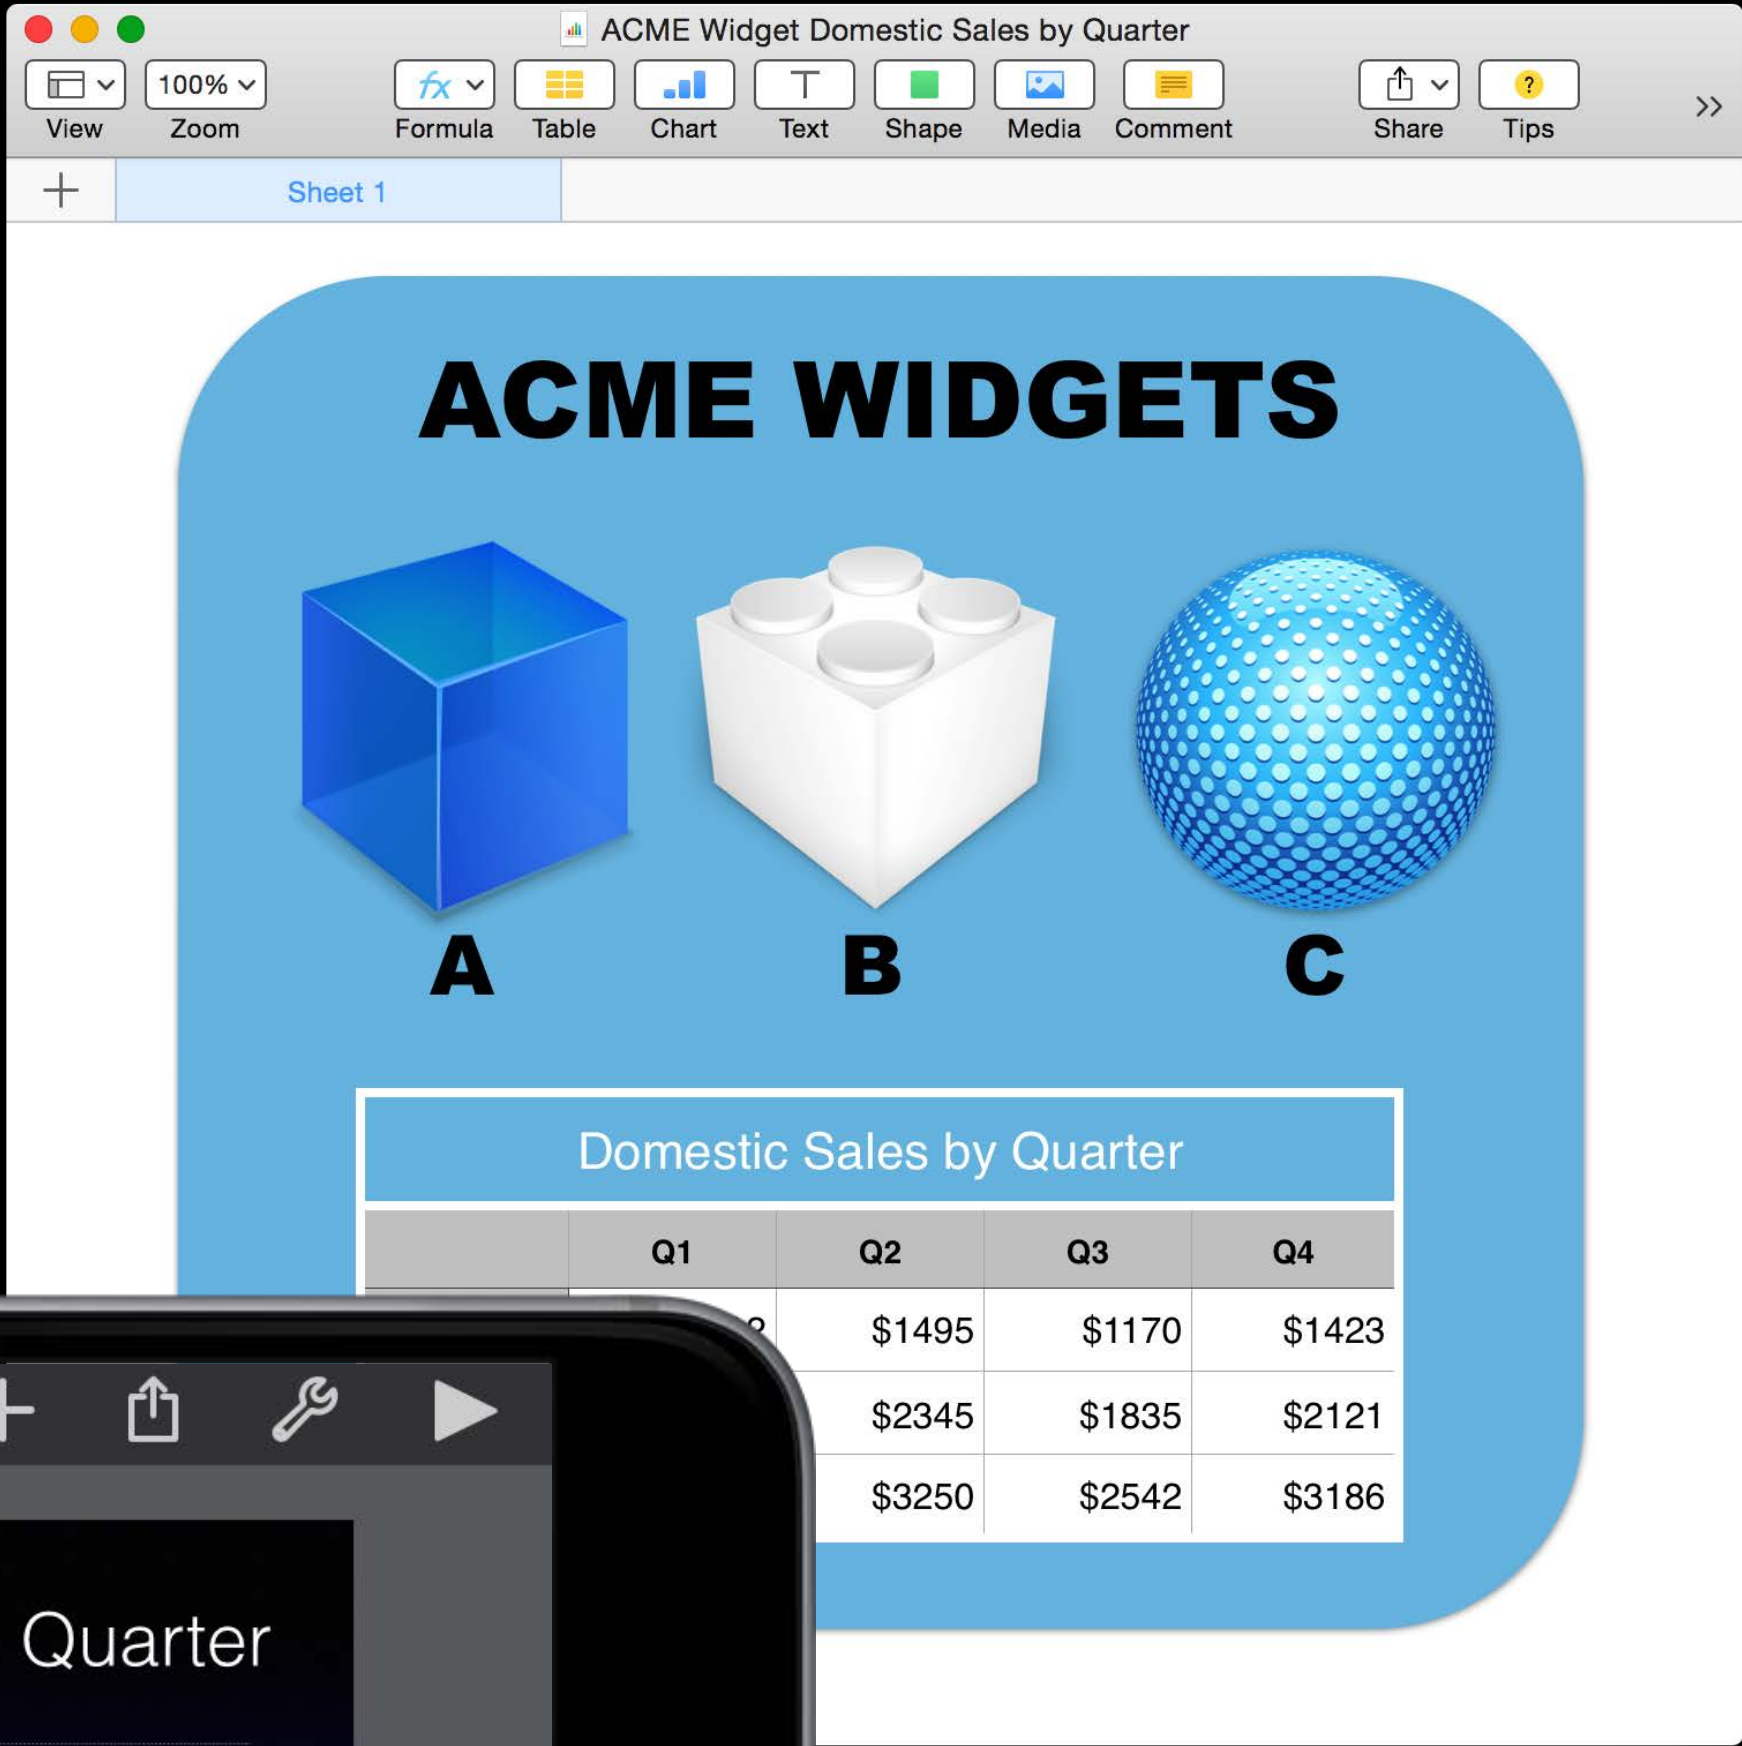 ACME Widget Domestic Sales by Quarter
100%
View Zoom Formula Table Chart Text Shape Media Comment Share Tips
Sheet 1
ACME WIDGETS
A B C
Domestic Sales by Quarter
Q1 Q2 Q3 Q4
$1495 $1170 $1423
$2345 $1835 $2121
$3250 $2542 $3186
Quarter